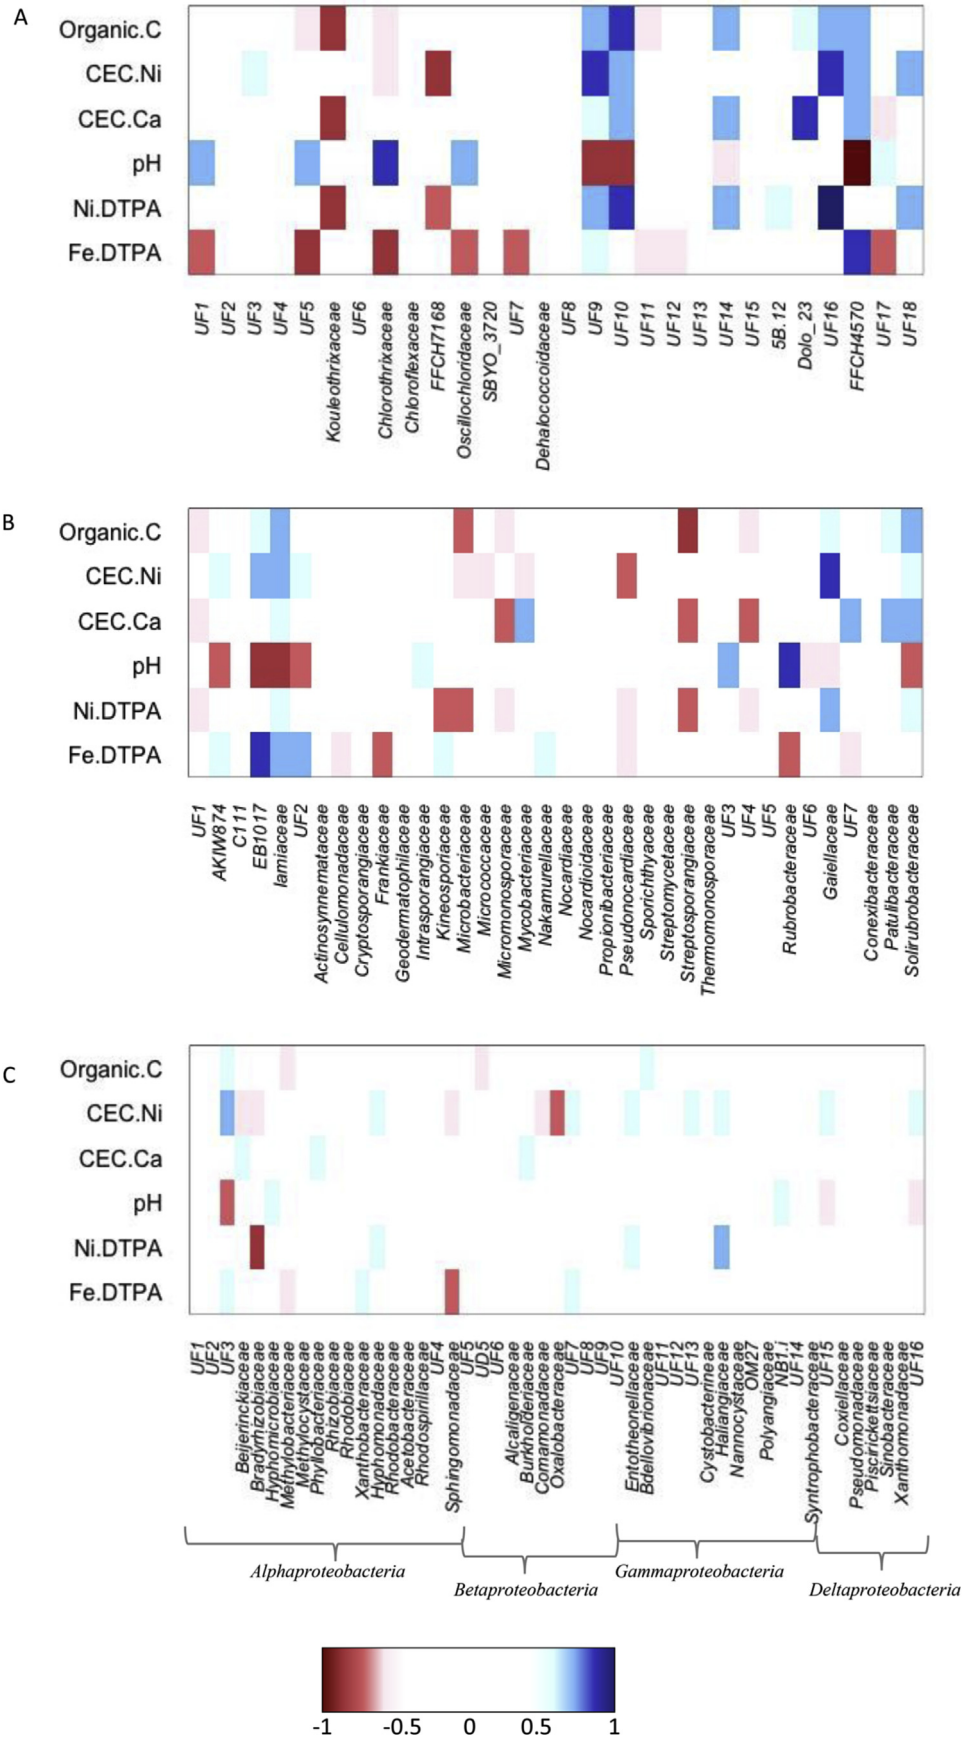 A
Organic.C
CEC.Ni
CEC.Ca
pH
Ni.DTPA
Fe.DTPA
UF1
UF2
UF3
UF4
UF5
Kouleothrixaceae
UF6
Chlorothrixaceae
Chloroflexaceae
FFCH7168
Oscillochloridaceae
SBYO_3720
UF7
Dehalococcoidaceae
UF8
UF9
UF10
UF11
UF12
UF13
UF14
UF15
5B.12
Dolo_23
UF16
FFCH4570
UF17
UF18
B
Organic.C
CEC.Ni
CEC.Ca
pH
Ni.DTPA
Fe.DTPA
UF1
AKIW874
C111
EB1017
Iamiaceae
UF2
Actinosynnemataceae
Cellulomonadaceae
Cryptosporangiaceae
Frankiaceae
Geodermatophilaceae
Intrasporangiaceae
Kineosporiaceae
Microbacteriaceae
Micrococcaceae
Micromonosporaceae
Mycobacteriaceae
Nakamurellaceae
Nocardiaceae
Nocardioidaceae
Propionibacteriaceae
Pseudonocardiaceae
Sporichthyaceae
Streptomycetaceae
Streptosporangiaceae
Thermomonosporaceae
UF3
UF4
UF5
Rubrobacteraceae
UF6
Gaiellaceae
UF7
Conexibacteraceae
Patulibacteraceae
Solirubrobacteraceae
C
Organic.C
CEC.Ni
CEC.Ca
pH
Ni.DTPA
Fe.DTPA
UF1
UF2
UF3
Beijerinckiaceae
Bradyrhizobiaceae
Hyphomicrobiaceae
Methylobacteriaceae
Methylocystaceae
Phyllobacteriaceae
Rhizobiaceae
Rhodobiaceae
Xanthobacteraceae
Hyphomonadaceae
Rhodobacteraceae
Acetobacteraceae
Rhodospirillaceae
UF4
Sphingomonadaceae
UF5
UD5
UF6
Alcaligenaceae
Burkholderiaceae
Comamonadaceae
Oxalobacteraceae
UF7
UF8
UF9
UF10
Entotheonellaceae
Bdellovibrionaceae
UF11
UF12
UF13
Cystobacterineae
Haliangiaceae
Nannocystaceae
OM27
Polyangiaceae
NB1.i
UF14
Syntrophobacteraceae
UF15
Coxiellaceae
Pseudomonadaceae
Piscirickettsiaceae
Sinobacteraceae
Xanthomonadaceae
UF16
Alphaproteobacteria
Betaproteobacteria
Gammaproteobacteria
Deltaproteobacteria
-1 -0.5 0 0.5 1